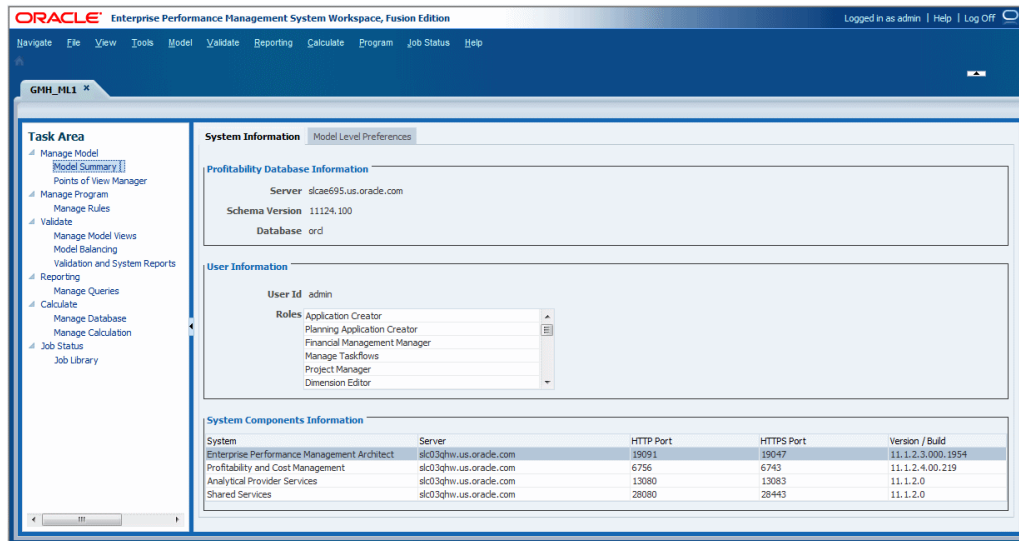 ORACLE Enterprise Performance Management System Workspace, Fusion Edition
Logged in as admin | Help | Log Off
Navigate File View Tools Model Validate Reporting Calculate Program Job Status Help
GMH_ML1 ×
Task Area
Manage Model
Model Summary
Points of View Manager
Manage Program
Manage Rules
Validate
Manage Model Views
Model Balancing
Validation and System Reports
Reporting
Manage Queries
Calculate
Manage Database
Manage Calculation
Job Status
Job Library
System Information Model Level Preferences
Profitability Database Information
Server slcae695.us.oracle.com
Schema Version 11124.100
Database orcl
User Information
User Id admin
Roles Application Creator
Planning Application Creator
Financial Management Manager
Manage Taskflows
Project Manager
Dimension Editor
System Components Information
System Server HTTP Port HTTPS Port Version / Build
Enterprise Performance Management Architect slc03qhw.us.oracle.com 19091 19047 11.1.2.3.000.1954
Profitability and Cost Management slc03qhw.us.oracle.com 6756 6743 11.1.2.4.00.219
Analytical Provider Services slc03qhw.us.oracle.com 13080 13083 11.1.2.0
Shared Services slc03qhw.us.oracle.com 28080 28443 11.1.2.0